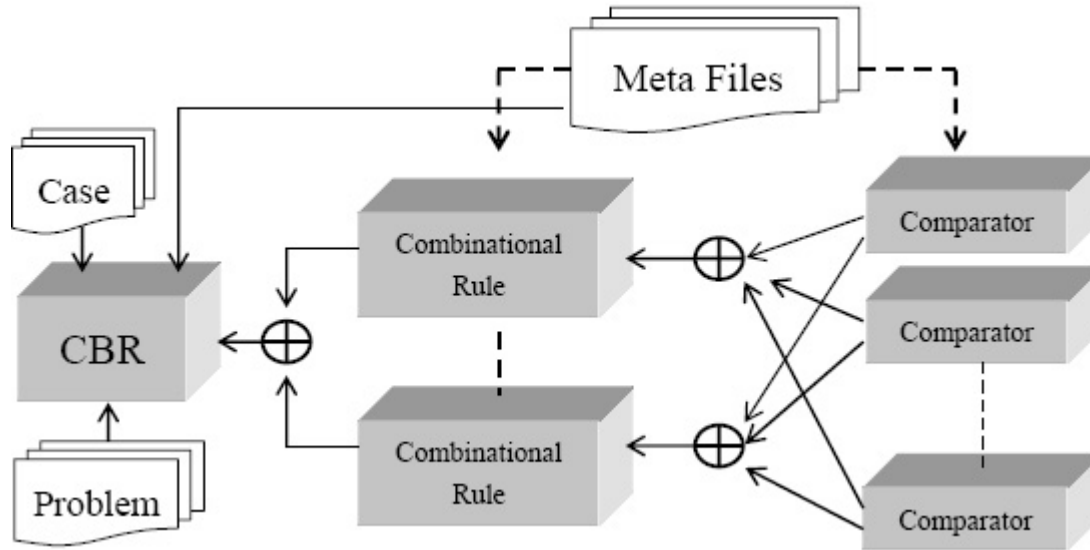 Meta Files
Case
Combinational
Rule
Comparator
CBR
Comparator
Combinational
Rule
Problem
Comparator